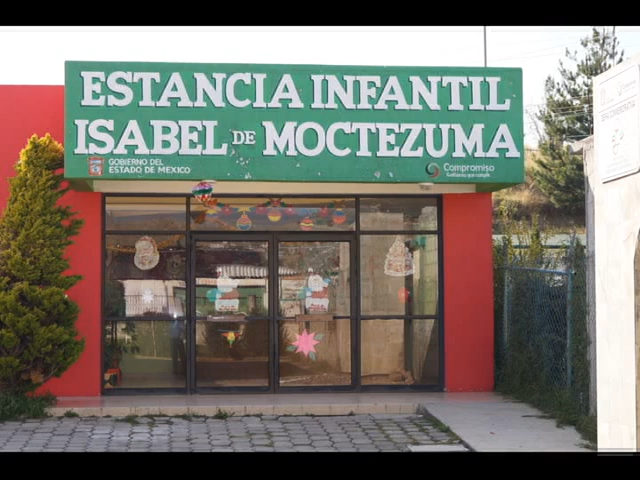 ESTANCIA INFANTIL
ISABEL DE MOCTEZUMA
GOBIERNO DEL
ESTADO DE MÉXICO
Compromiso